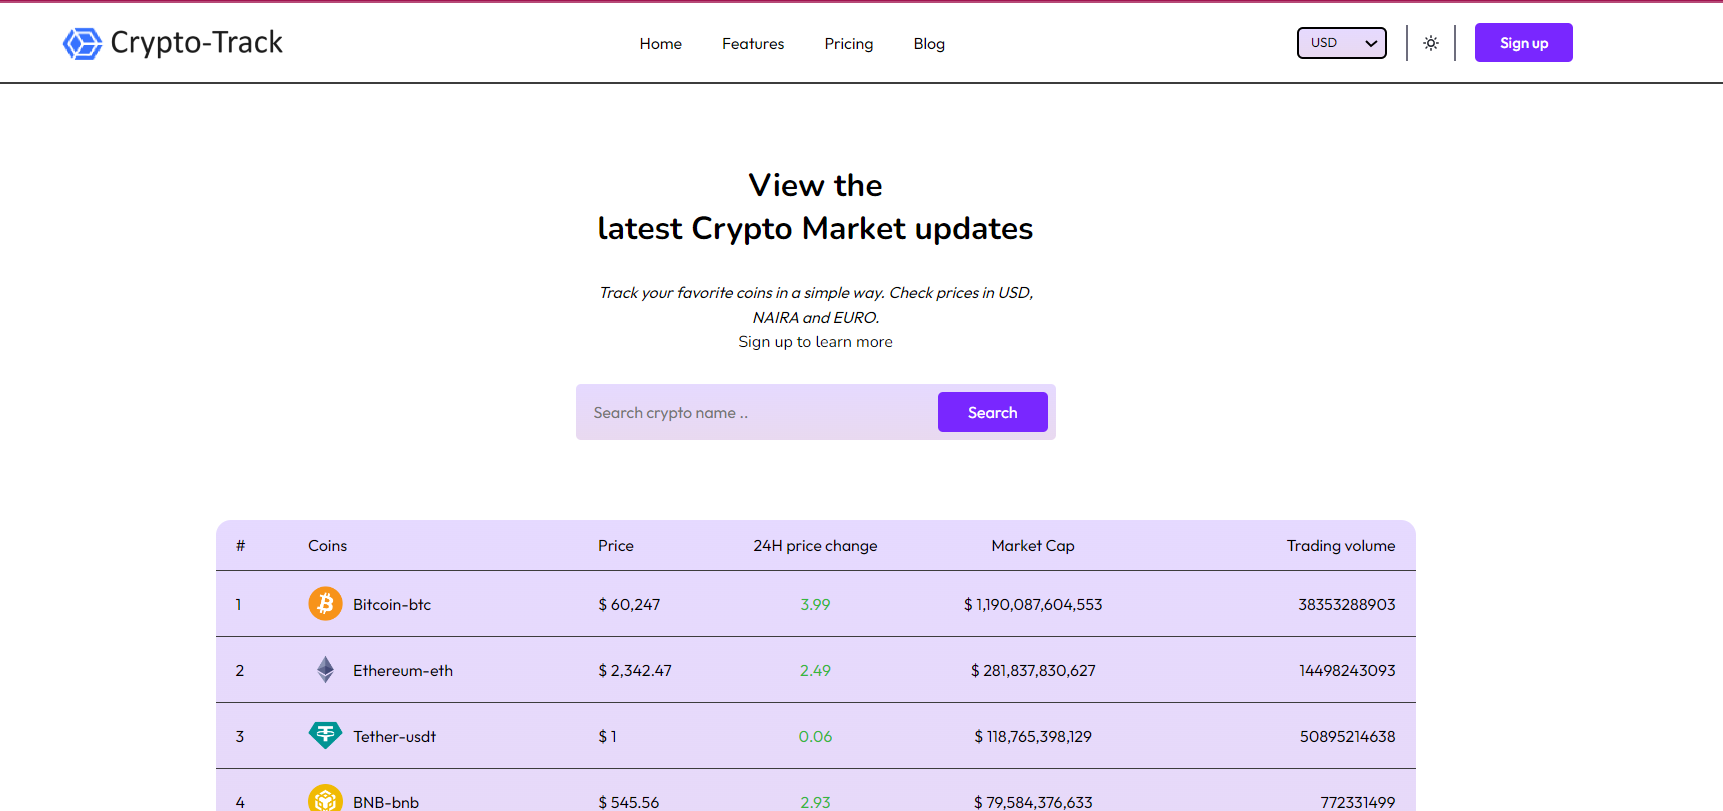 Crypto-Track
Home Features Pricing Blog
USD
Sign up
View the
latest Crypto Market updates
Track your favorite coins in a simple way. Check prices in USD,
NAIRA and EURO.
Sign up to learn more
Search crypto name ..
Search
# Coins Price 24H price change Market Cap Trading volume
1 Bitcoin-btc $ 60,247 3.99 $ 1,190,087,604,553 38353288903
2 Ethereum-eth $ 2,342.47 2.49 $ 281,837,830,627 14498243093
3 Tether-usdt $ 1 0.06 $ 118,765,398,129 50895214638
4 BNB-bnb $ 545.56 2.93 $ 79,584,376,633 772331499